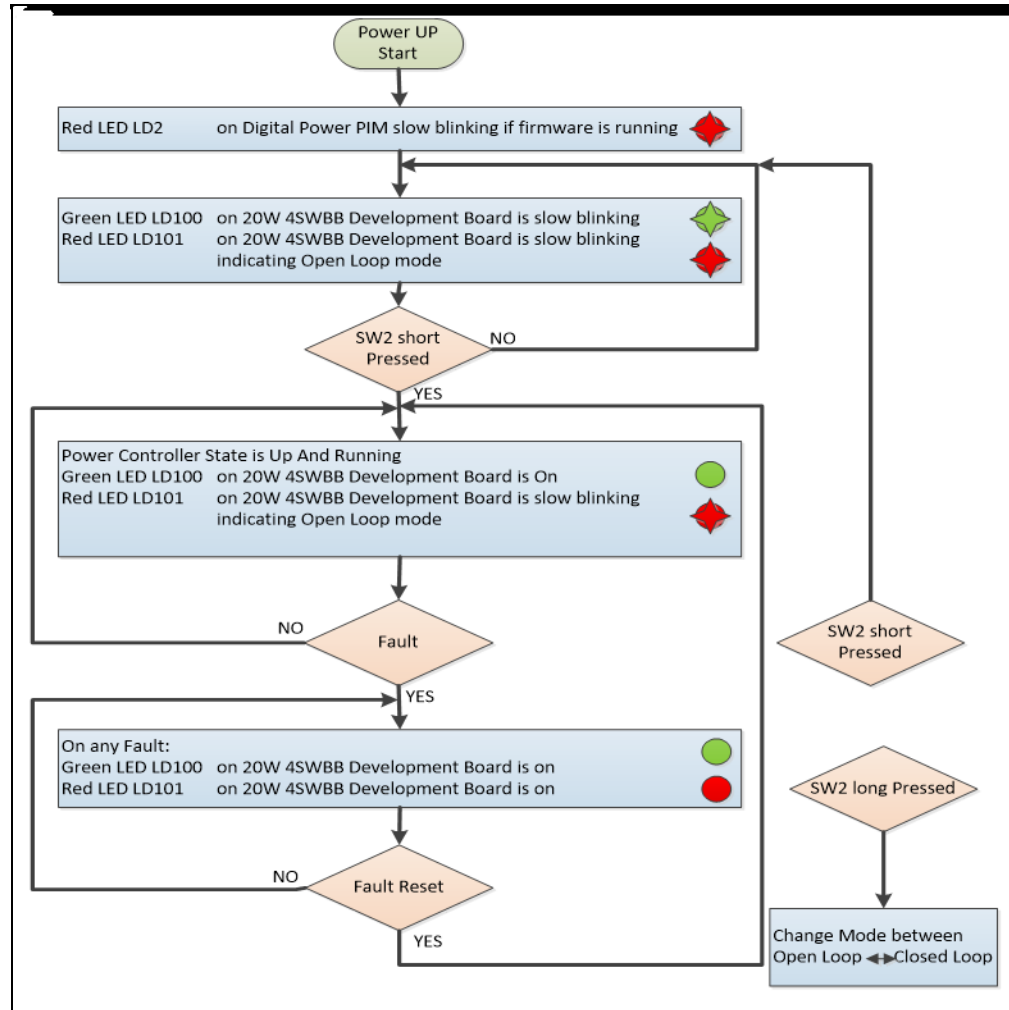 Power UP
Start
Red LED LD2 on Digital Power PIM slow blinking if firmware is running
Green LED LD100 on 20W 4SWBB Development Board is slow blinking
Red LED LD101 on 20W 4SWBB Development Board is slow blinking
indicating Open Loop mode
SW2 short
Pressed
NO
YES
Power Controller State is Up And Running
Green LED LD100 on 20W 4SWBB Development Board is On
Red LED LD101 on 20W 4SWBB Development Board is slow blinking
indicating Open Loop mode
NO
Fault
YES
SW2 short
Pressed
On any Fault:
Green LED LD100 on 20W 4SWBB Development Board is on
Red LED LD101 on 20W 4SWBB Development Board is on
SW2 long Pressed
NO
Fault Reset
YES
Change Mode between
Open Loop Closed Loop